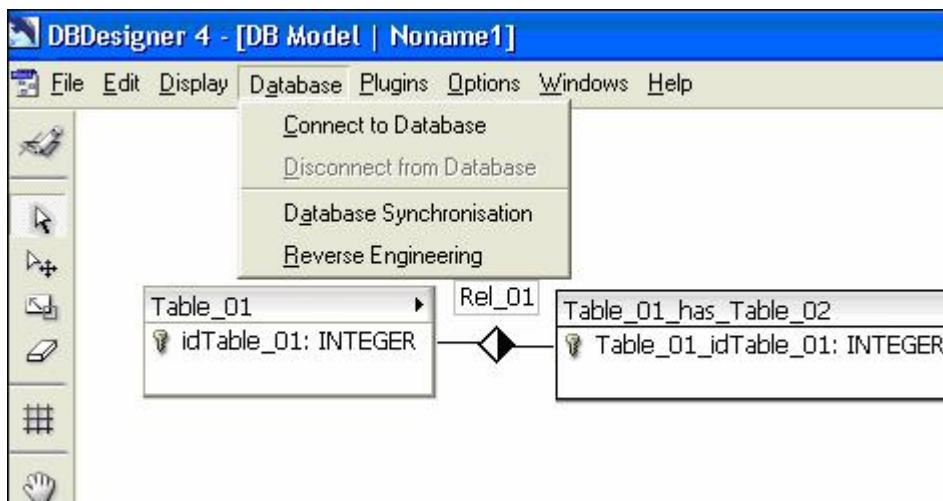 DBDesigner 4 - [DB Model | Noname1]
File Edit Display Database Plugins Options Windows Help
Connect to Database
Disconnect from Database
Database Synchronisation
Reverse Engineering
Rel_01
Table_01
idTable_01: INTEGER
Table_01_has_Table_02
Table_01_idTable_01: INTEGER